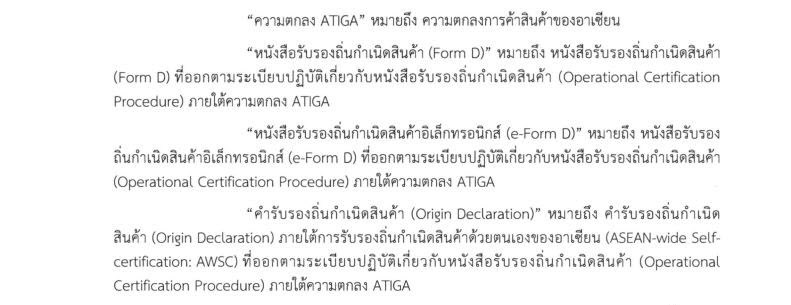 “ความตกลง ATIGA” หมายถึง ความตกลงการค้าสินค้าของอาเซียน
“หนังสือรับรองถิ่นกำเนิดสินค้า (Form D)” หมายถึง หนังสือรับรองถิ่นกำเนิดสินค้า
(Form D) ที่ออกตามระเบียบปฏิบัติเกี่ยวกับหนังสือรับรองถิ่นกำเนิดสินค้า (Operational Certification
Procedure) ภายใต้ความตกลง ATIGA
“หนังสือรับรองถิ่นกำเนิดสินค้าอิเล็กทรอนิกส์ (e-Form D)” หมายถึง หนังสือรับรอง
ถิ่นกำเนิดสินค้าอิเล็กทรอนิกส์ (e-Form D) ที่ออกตามระเบียบปฏิบัติเกี่ยวกับหนังสือรับรองถิ่นกำเนิดสินค้า
(Operational Certification Procedure) ภายใต้ความตกลง ATIGA
“คำรับรองถิ่นกำเนิดสินค้า (Origin Declaration)” หมายถึง คำรับรองถิ่นกำเนิด
สินค้า (Origin Declaration) ภายใต้การรับรองถิ่นกำเนิดสินค้าด้วยตนเองของอาเซียน (ASEAN-wide Self-
certification: AWSC) ที่ออกตามระเบียบปฏิบัติเกี่ยวกับหนังสือรับรองถิ่นกำเนิดสินค้า (Operational
Certification Procedure) ภายใต้ความตกลง ATIGA